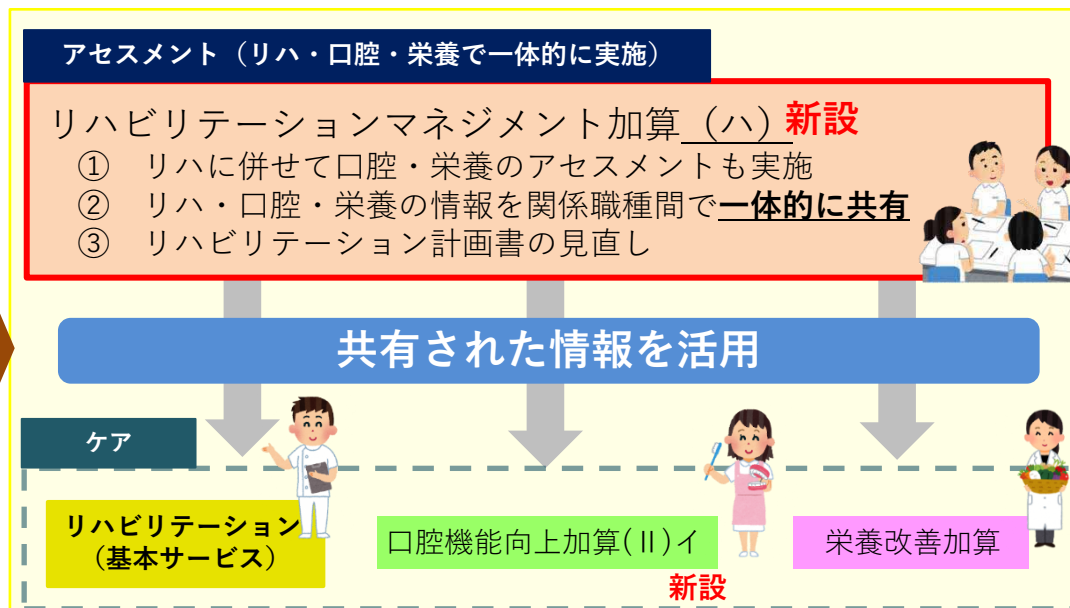 アセスメント（リハ・口腔・栄養で一体的に実施）
リハビリテーションマネジメント加算（ハ）新設
① リハに併せて口腔・栄養のアセスメントも実施
② リハ・口腔・栄養の情報を関係職種間で一体的に共有
③ リハビリテーション計画書の見直し
共有された情報を活用
ケア
リハビリテーション
（基本サービス）
口腔機能向上加算(Ⅱ)イ
新設
栄養改善加算